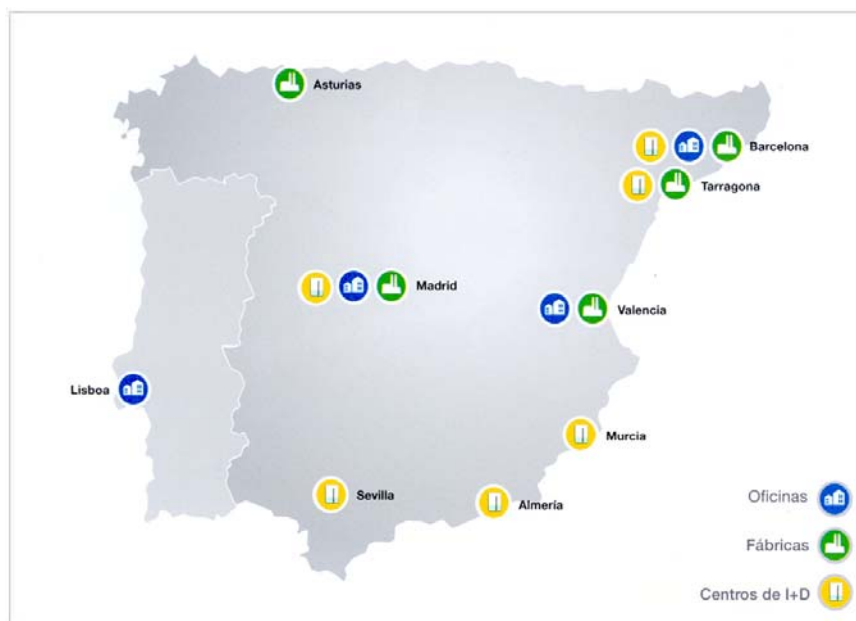 Asturias
Barcelona
Tarragona
Madrid
Valencia
Lisboa
Murcia
Sevilla
Almería
Oficinas
Fábricas
Centros de I+D